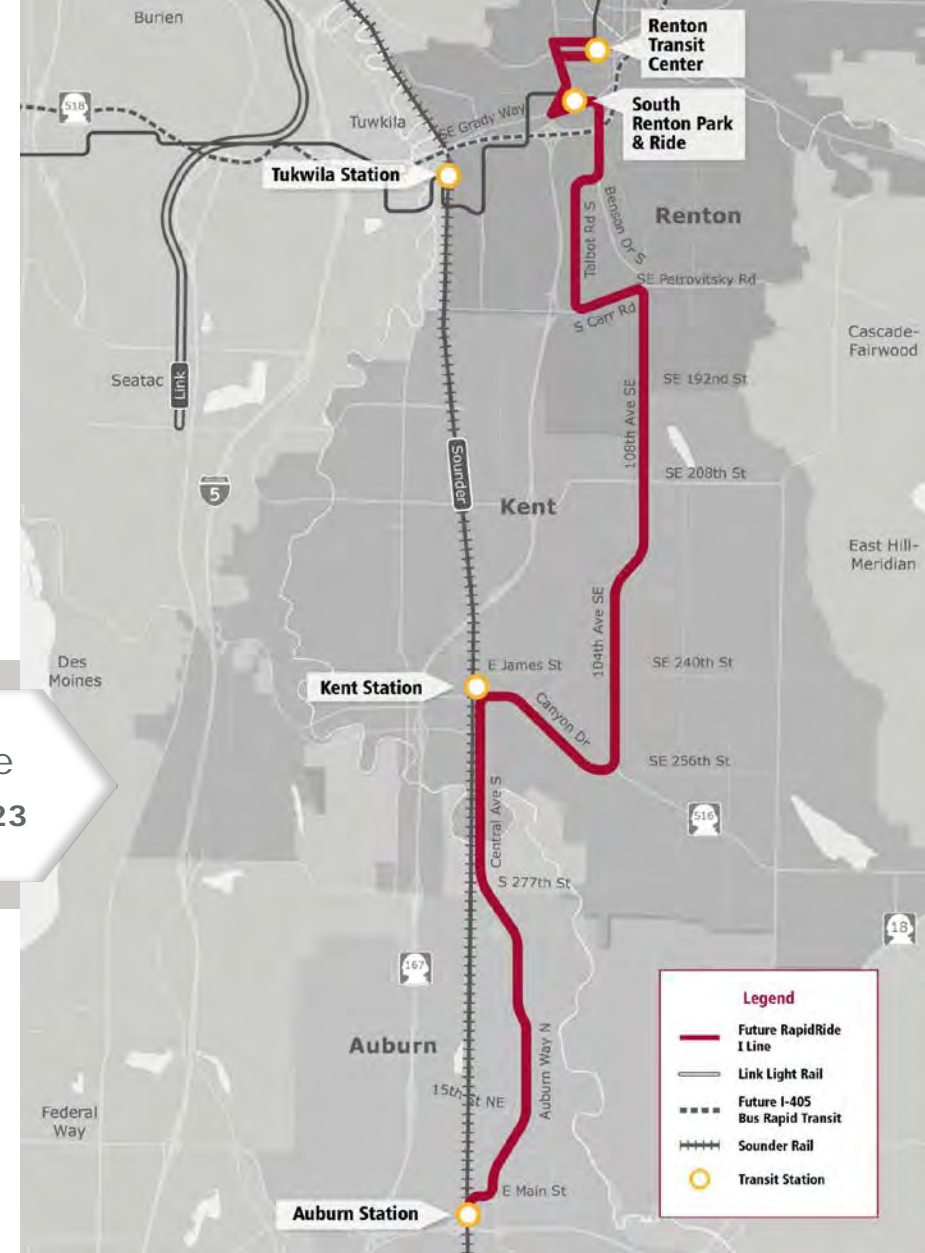 Burien
Renton
Transit
Center
518
Tuwkila
SE Grady Way
South
Renton Park
& Ride
Tukwila Station
Renton
Talbot Rd S
Benson Dr S
SE Petrovitsky Rd
S Carr Rd
Cascade-
Fairwood
Seatac
Link
SE 192nd St
108th Ave SE
Sounder
SE 208th St
5
Kent
East Hill-
Meridian
104th Ave SE
Des
Moines
E James St
SE 240th St
Kent Station
Canyon Dr
e
23
SE 256th St
Central Ave S
516
S 277th St
18
167
Legend
Future RapidRide
I Line
Link Light Rail
Future I-405
Bus Rapid Transit
Sounder Rail
Transit Station
Auburn
Auburn Way N
15th St NE
Federal
Way
E Main St
Auburn Station